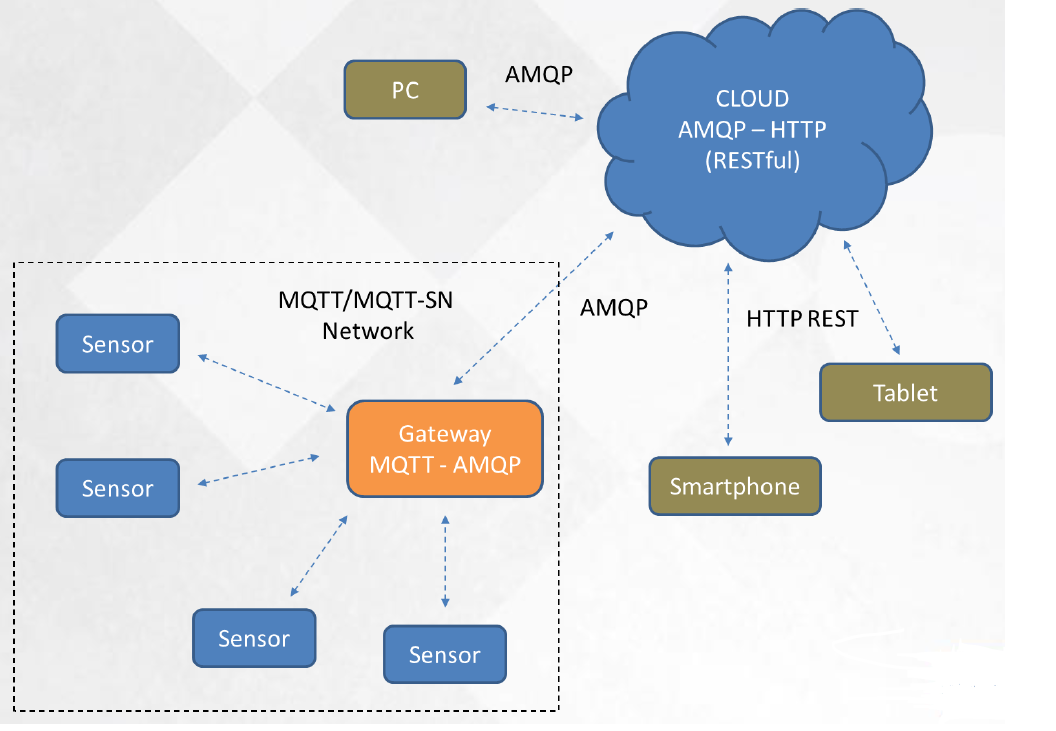 PC
AMQP
CLOUD
AMQP – HTTP
(RESTful)
MQTT/MQTT-SN
Network
AMQP
HTTP REST
Sensor
Tablet
Gateway
MQTT - AMQP
Sensor
Smartphone
Sensor
Sensor